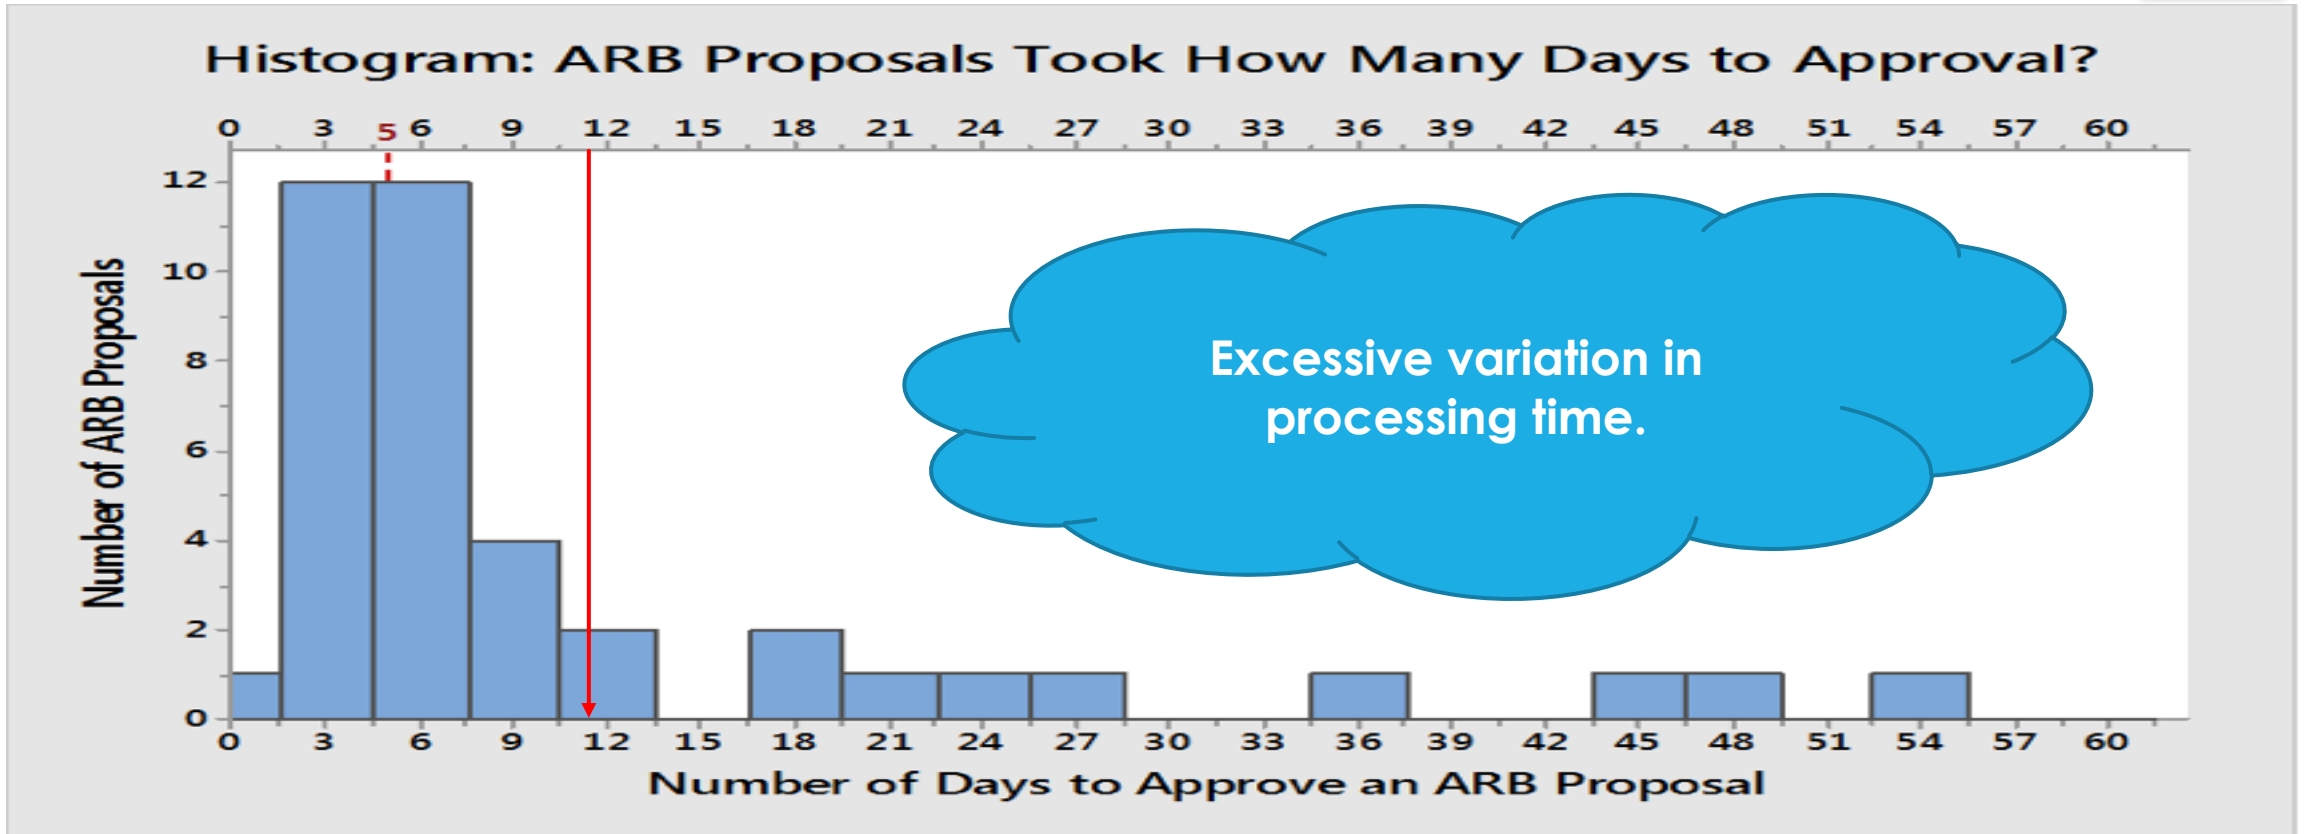 Histogram: ARB Proposals Took How Many Days to Approval?
0 3 5 6 9 12 15 18 21 24 27 30 33 36 39 42 45 48 51 54 57 60
12
10
8
6
4
2
0
Number of ARB Proposals
Excessive variation in
processing time.
0 3 6 9 12 15 18 21 24 27 30 33 36 39 42 45 48 51 54 57 60
Number of Days to Approve an ARB Proposal